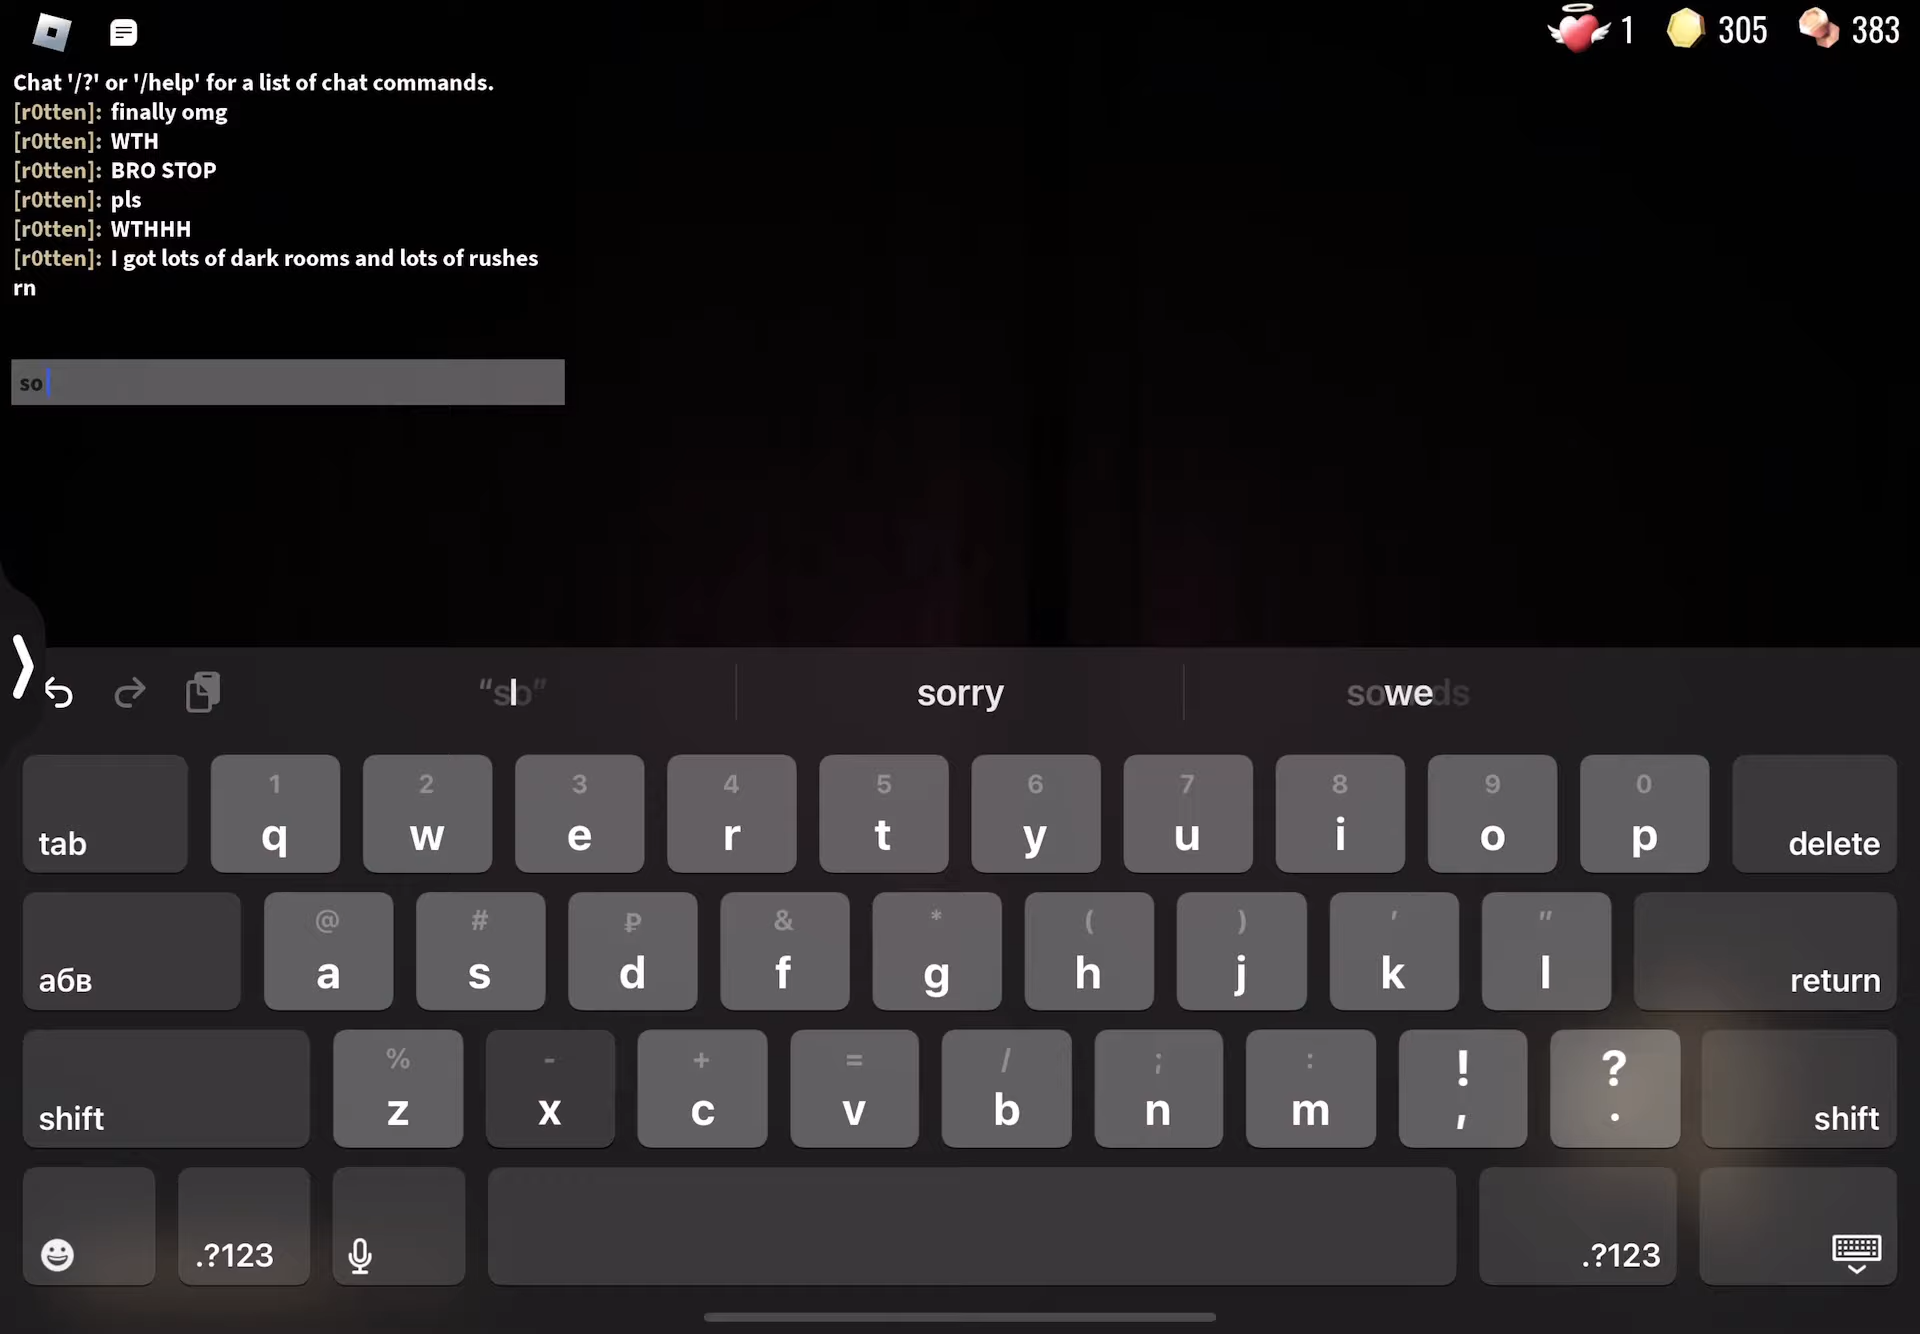 1 305 383
Chat '/?' or '/help' for a list of chat commands.
[r0tten]: finally omg
[r0tten]: WTH
[r0tten]: BRO STOP
[r0tten]: pls
[r0tten]: WTHHH
[r0tten]: I got lots of dark rooms and lots of rushes
rn
so
sorry
tab 1 2 3 4 5 6 7 8 9 0
q w e r t y u i o p delete
@ # ₽ & * ( ) ' "
абв a s d f g h j k l return
% - + = / ; : ! ?
shift z x c v b n m , . shift
.?123 .?123